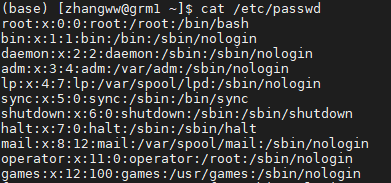 (base) [zhangww@grm1 ~]$ cat /etc/passwd
root:x:0:0:root:/root:/bin/bash
bin:x:1:1:bin:/bin:/sbin/nologin
daemon:x:2:2:daemon:/sbin:/sbin/nologin
adm:x:3:4:adm:/var/adm:/sbin/nologin
lp:x:4:7:lp:/var/spool/lpd:/sbin/nologin
sync:x:5:0:sync:/sbin:/bin/sync
shutdown:x:6:0:shutdown:/sbin:/sbin/shutdown
halt:x:7:0:halt:/sbin:/sbin/halt
mail:x:8:12:mail:/var/spool/mail:/sbin/nologin
operator:x:11:0:operator:/root:/sbin/nologin
games:x:12:100:games:/usr/games:/sbin/nologin